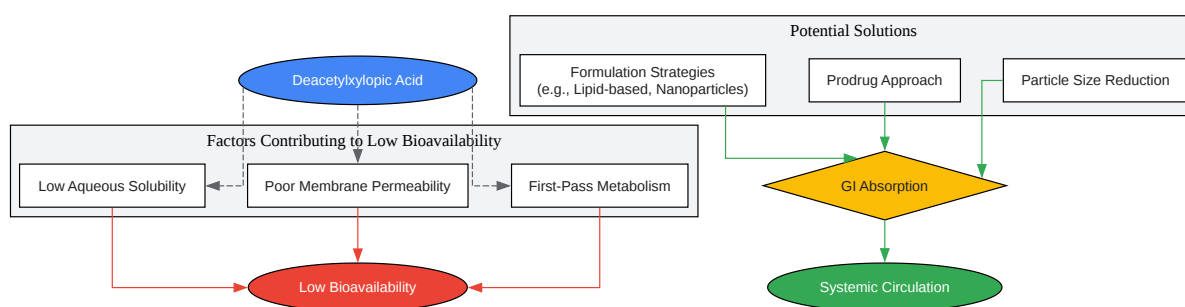 Potential Solutions
Formulation Strategies
(e.g., Lipid-based, Nanoparticles)
Prodrug Approach
Particle Size Reduction
Deacetylxylopic Acid
Factors Contributing to Low Bioavailability
Low Aqueous Solubility
Poor Membrane Permeability
First-Pass Metabolism
GI Absorption
Low Bioavailability
Systemic Circulation